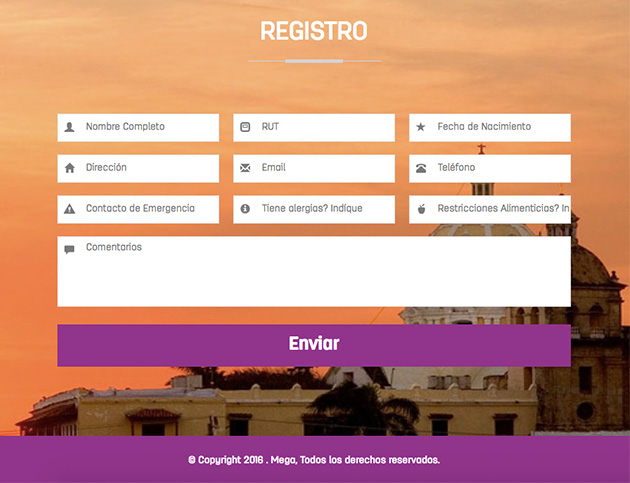 REGISTRO
Nombre Completo
RUT
Fecha de Nacimiento
Dirección
Email
Teléfono
Contacto de Emergencia
Tiene alergias? Indíque
Restricciones Alimenticias? In
Comentarios
Enviar
© Copyright 2016 . Mega, Todos los derechos reservados.